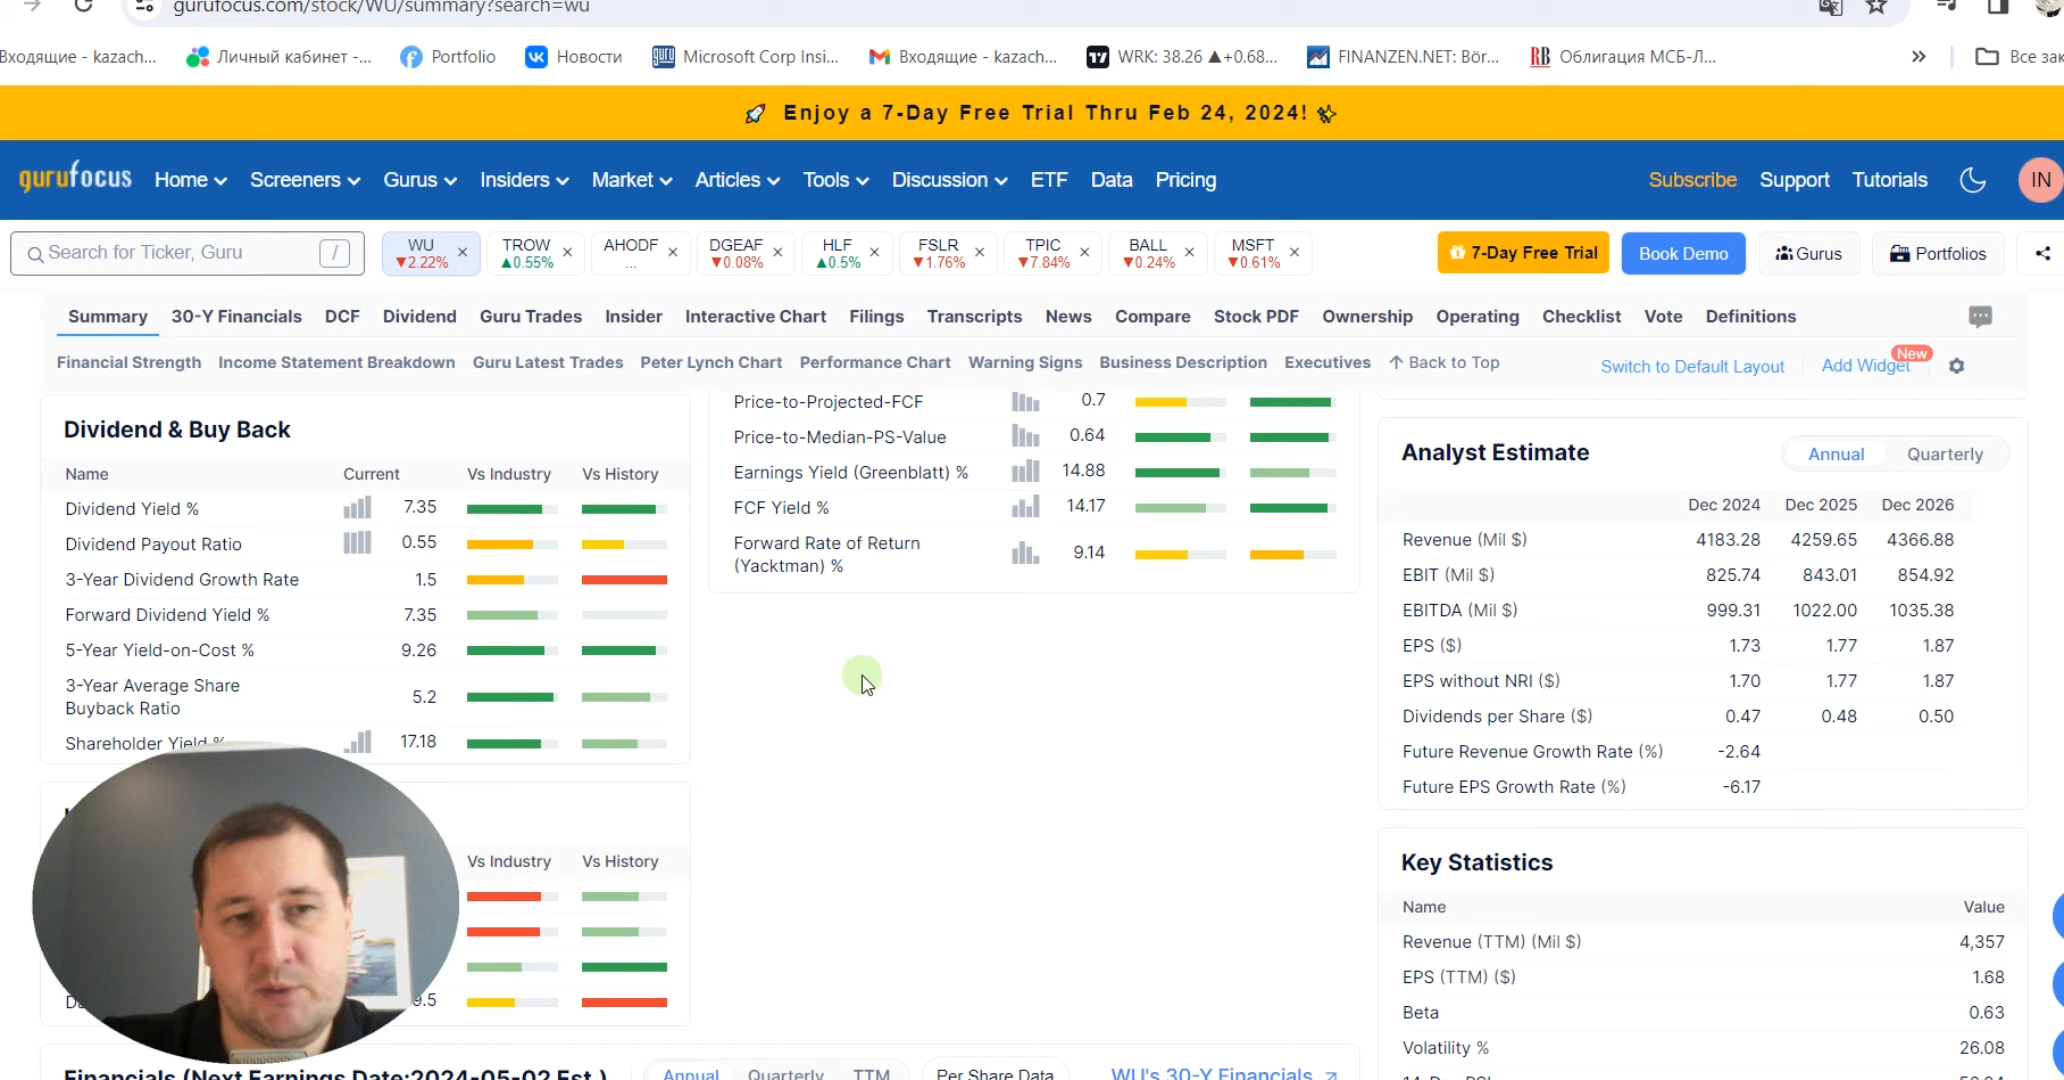 gurufocus.com/stock/WU/summary?search=wu
Входящие - kazach...
Личный кабинет -...
Portfolio
Новости
Microsoft Corp Insi...
Входящие - kazach...
WRK: 38.26 ▲+0.68...
FINANZEN.NET: Bör...
Облигация МСБ-Л...
»
Все зак
Enjoy a 7-Day Free Trial Thru Feb 24, 2024!
gurufocus
Home
Screeners
Gurus
Insiders
Market
Articles
Tools
Discussion
ETF
Data
Pricing
Subscribe
Support
Tutorials
IN
Search for Ticker, Guru /
WU
▼2.22%
TROW
▲0.55%
AHODF
...
DGEAF
▼0.08%
HLF
▲0.5%
FSLR
▼1.76%
TPIC
▼7.84%
BALL
▼0.24%
MSFT
▼0.61%
7-Day Free Trial
Book Demo
Gurus
Portfolios
Summary 30-Y Financials DCF Dividend Guru Trades Insider Interactive Chart Filings Transcripts News Compare Stock PDF Ownership Operating Checklist Vote Definitions
Financial Strength Income Statement Breakdown Guru Latest Trades Peter Lynch Chart Performance Chart Warning Signs Business Description Executives ↑ Back to Top
Switch to Default Layout
Add Widget
New
Dividend & Buy Back
Name Current Vs Industry Vs History
Dividend Yield % 7.35
Dividend Payout Ratio 0.55
3-Year Dividend Growth Rate 1.5
Forward Dividend Yield % 7.35
5-Year Yield-on-Cost % 9.26
3-Year Average Share
Buyback Ratio 5.2
Shareholder Yield % 17.18
Vs Industry Vs History
9.5
Price-to-Projected-FCF 0.7
Price-to-Median-PS-Value 0.64
Earnings Yield (Greenblatt) % 14.88
FCF Yield % 14.17
Forward Rate of Return
(Yacktman) % 9.14
Analyst Estimate
Annual Quarterly
Dec 2024 Dec 2025 Dec 2026
Revenue (Mil $) 4183.28 4259.65 4366.88
EBIT (Mil $) 825.74 843.01 854.92
EBITDA (Mil $) 999.31 1022.00 1035.38
EPS ($) 1.73 1.77 1.87
EPS without NRI ($) 1.70 1.77 1.87
Dividends per Share ($) 0.47 0.48 0.50
Future Revenue Growth Rate (%) -2.64
Future EPS Growth Rate (%) -6.17
Key Statistics
Name Value
Revenue (TTM) (Mil $) 4,357
EPS (TTM) ($) 1.68
Beta 0.63
Volatility % 26.08
Financials (Next Earnings Date:2024-05-02 Est.)
Annual Quarterly TTM
Per Share Data
WU's 30-Y Financials